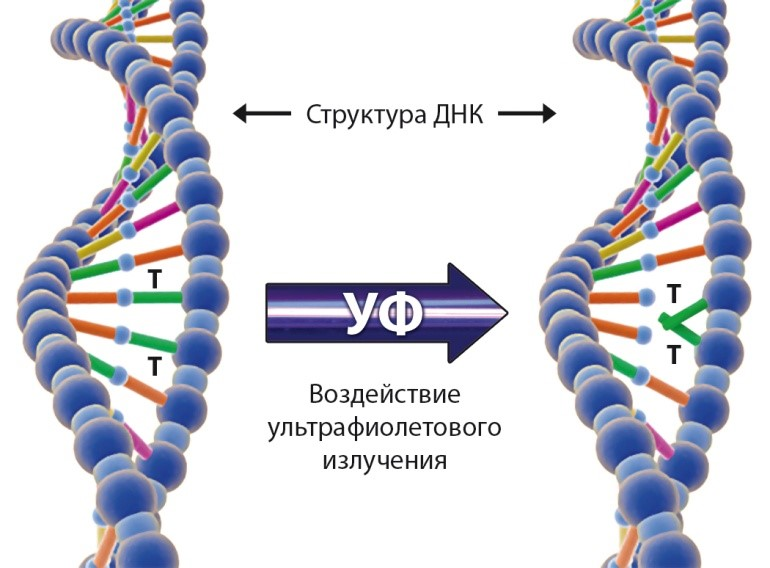 Структура ДНК
Т
Т
УФ
Т
Т
Воздействие
ультрафиолетового
излучения